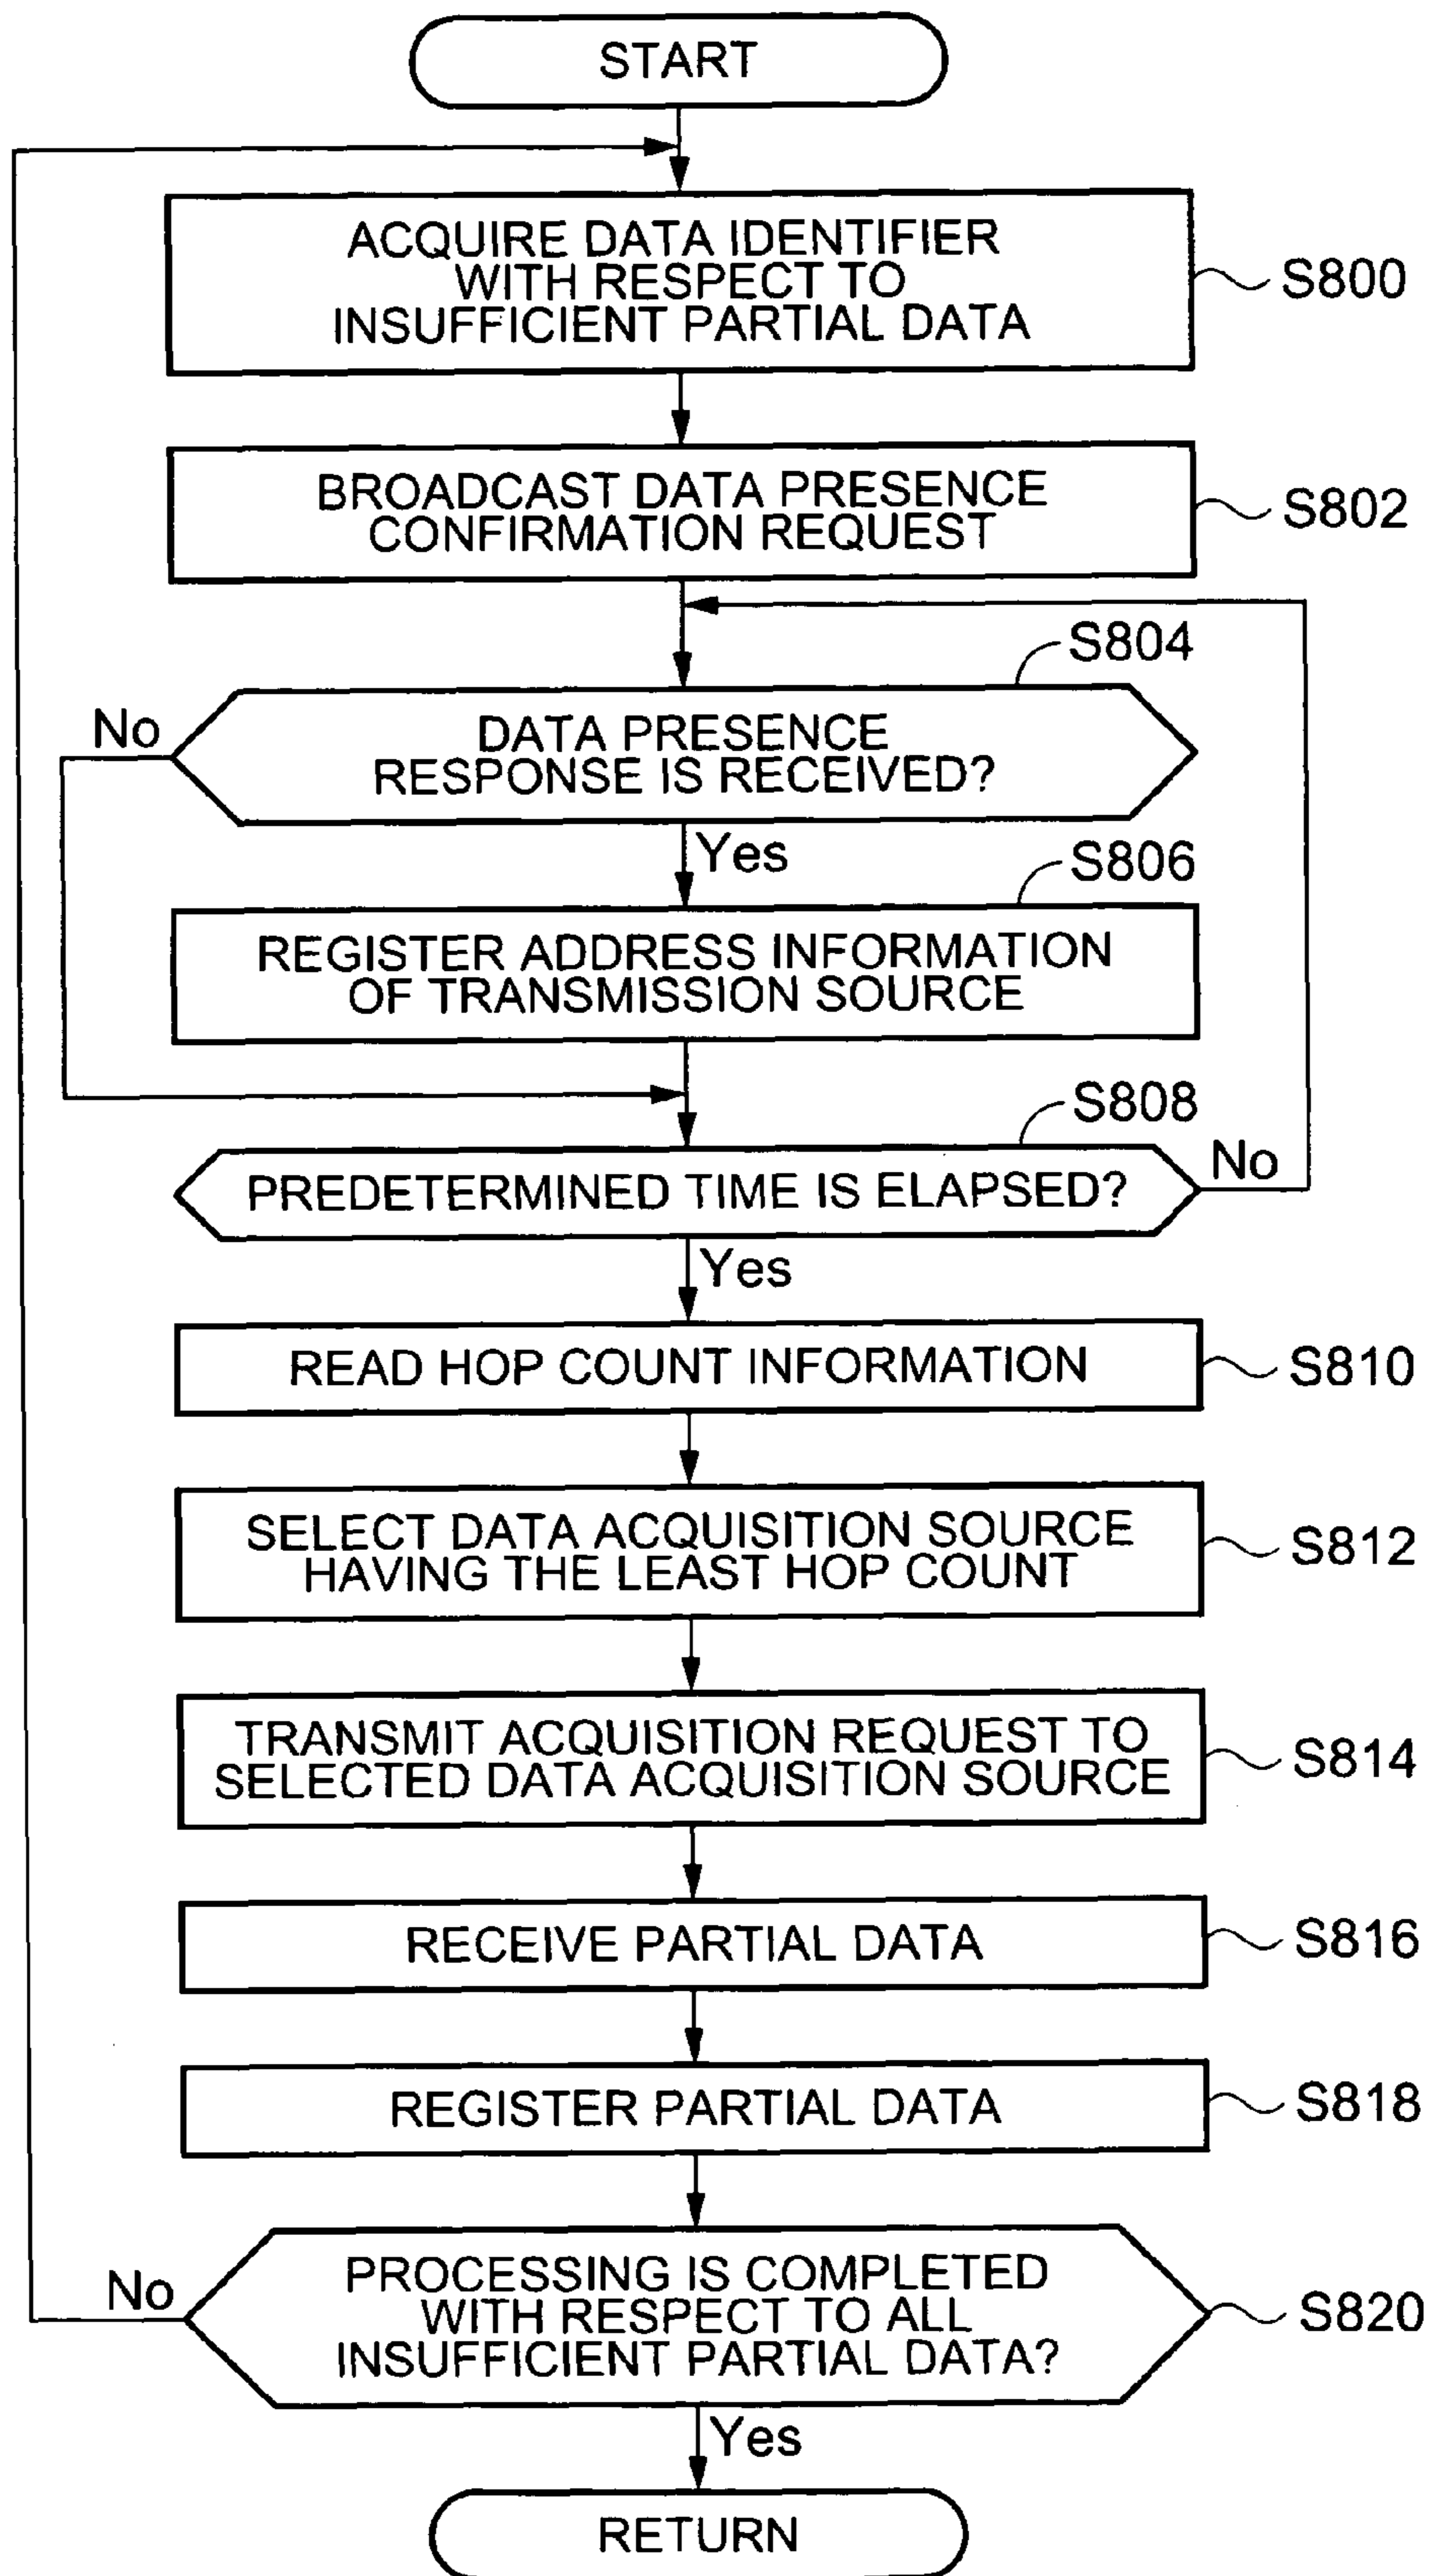 START
ACQUIRE DATA IDENTIFIER
WITH RESPECT TO
INSUFFICIENT PARTIAL DATA
S800
BROADCAST DATA PRESENCE
CONFIRMATION REQUEST
S802
S804
No
DATA PRESENCE
RESPONSE IS RECEIVED?
Yes
S806
REGISTER ADDRESS INFORMATION
OF TRANSMISSION SOURCE
S808
No
PREDETERMINED TIME IS ELAPSED?
Yes
READ HOP COUNT INFORMATION
S810
SELECT DATA ACQUISITION SOURCE
HAVING THE LEAST HOP COUNT
S812
TRANSMIT ACQUISITION REQUEST TO
SELECTED DATA ACQUISITION SOURCE
S814
RECEIVE PARTIAL DATA
S816
REGISTER PARTIAL DATA
S818
No
PROCESSING IS COMPLETED
WITH RESPECT TO ALL
INSUFFICIENT PARTIAL DATA?
S820
Yes
RETURN